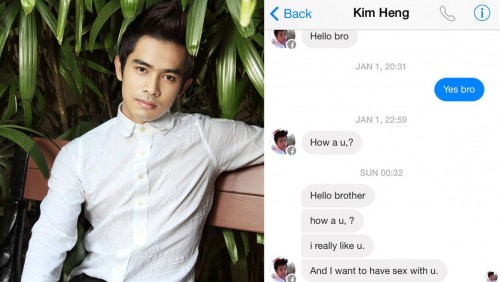 Back
Kim Heng
Hello bro
JAN 1, 20:31
Yes bro
JAN 1, 22:59
How a u,?
SUN 00:32
Hello brother
how a u, ?
i really like u.
And I want to have sex with u.